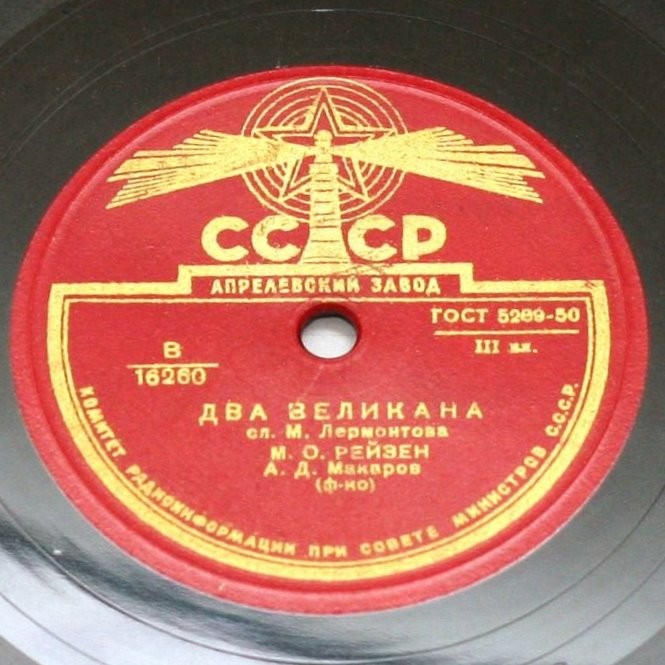 СССР
АПРЕЛЕВСКИЙ ЗАВОД
ГОСТ 5289-50
III кк.
В
16260
ДВА ВЕЛИКАНА
сл. М. Лермонтова
М. О. РЕЙЗЕН
А. Д. Макаров
(ф-но)
КОМИТЕТ РАДИОИНФОРМАЦИИ ПРИ СОВЕТЕ МИНИСТРОВ С.С.С.Р.